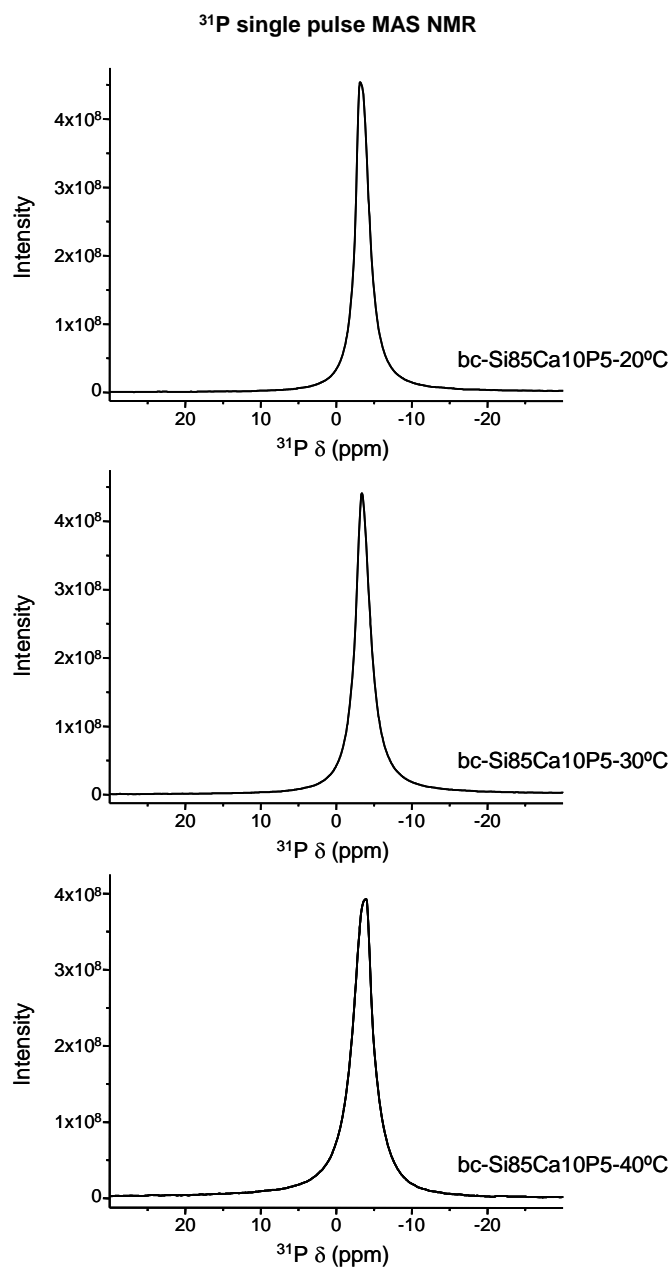 ³¹P single pulse MAS NMR
Intensity
4x10⁸
3x10⁸
2x10⁸
1x10⁸
0
bc-Si85Ca10P5-20ºC
20 10 0 -10 -20
³¹P δ (ppm)
Intensity
4x10⁸
3x10⁸
2x10⁸
1x10⁸
0
bc-Si85Ca10P5-30ºC
20 10 0 -10 -20
³¹P δ (ppm)
Intensity
4x10⁸
3x10⁸
2x10⁸
1x10⁸
0
bc-Si85Ca10P5-40ºC
20 10 0 -10 -20
³¹P δ (ppm)